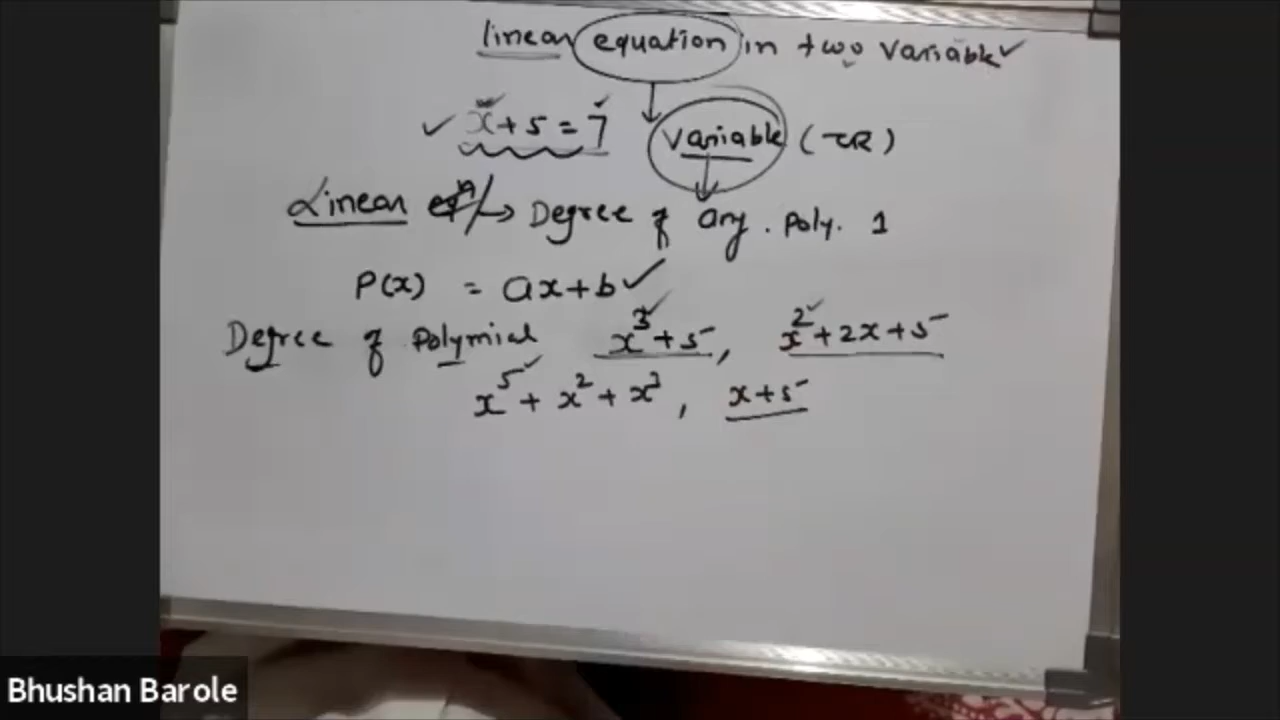 linear equation in two variable ✓
✓ x + 5 = 7 variable
Linear → Degree of any . poly. 1
P(x) = ax+b ✓
Degree of Polymial x³+5 , x²+2x+5
x⁵ + x² + x³ , x+5
Bhushan Barole